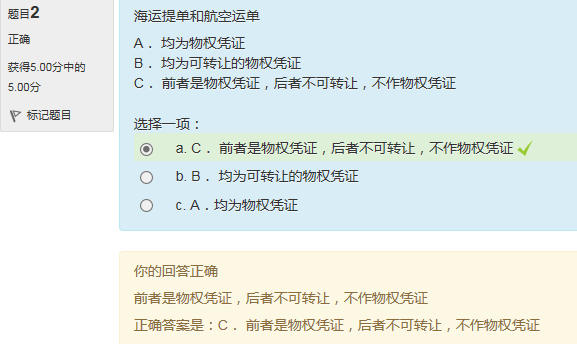 题目2
正确
获得5.00分中的
5.00分
标记题目
海运提单和航空运单
A． 均为物权凭证
B． 均为可转让的物权凭证
C． 前者是物权凭证，后者不可转让，不作物权凭证
选择一项：
a. C． 前者是物权凭证，后者不可转让，不作物权凭证
b. B． 均为可转让的物权凭证
c. A．均为物权凭证
你的回答正确
前者是物权凭证，后者不可转让，不作物权凭证
正确答案是：C． 前者是物权凭证，后者不可转让，不作物权凭证